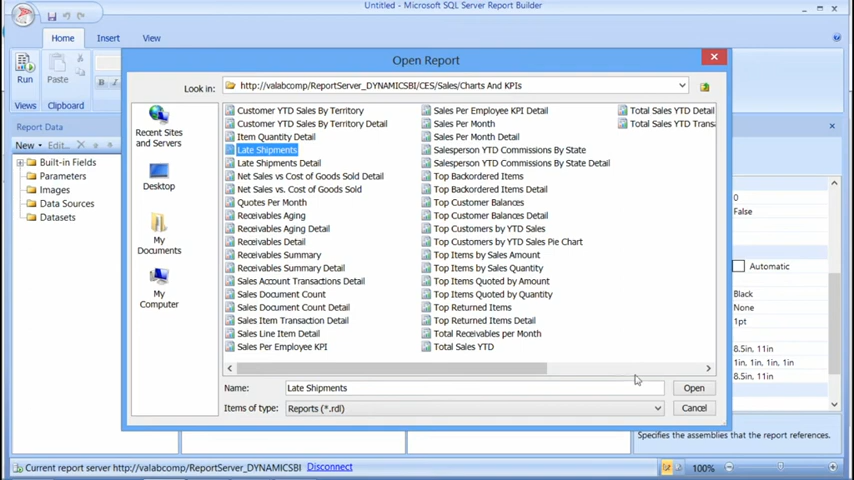 Untitled - Microsoft SQL Server Report Builder
Home
Insert
View
Open Report
Run
Paste
Views
Clipboard
Look in:
http://valabcomp/ReportServer_DYNAMICSBI/CES/Sales/Charts And KPIs
Report Data
New
Edit...
Built-in Fields
Parameters
Images
Data Sources
Datasets
Recent Sites
and Servers
Desktop
My
Documents
My
Computer
Customer YTD Sales By Territory
Customer YTD Sales By Territory Detail
Item Quantity Detail
Late Shipments
Late Shipments Detail
Net Sales vs Cost of Goods Sold Detail
Net Sales vs. Cost of Goods Sold
Quotes Per Month
Receivables Aging
Receivables Aging Detail
Receivables Detail
Receivables Summary
Receivables Summary Detail
Sales Account Transactions Detail
Sales Document Count
Sales Document Count Detail
Sales Item Transaction Detail
Sales Line Item Detail
Sales Per Employee KPI
Sales Per Employee KPI Detail
Sales Per Month
Sales Per Month Detail
Salesperson YTD Commissions By State
Salesperson YTD Commissions By State Detail
Top Backordered Items
Top Backordered Items Detail
Top Customer Balances
Top Customer Balances Detail
Top Customers by YTD Sales
Top Customers by YTD Sales Pie Chart
Top Items by Sales Amount
Top Items by Sales Quantity
Top Items Quoted by Amount
Top Items Quoted by Quantity
Top Returned Items
Top Returned Items Detail
Total Receivables per Month
Total Sales YTD
Total Sales YTD Detail
Total Sales YTD Trans
Name:
Late Shipments
Open
Items of type:
Reports (*.rdl)
Cancel
0
False
Automatic
Black
None
1pt
8.5in, 11in
1in, 1in, 1in, 1in
8.5in, 11in
Specifies the assemblies that the report references.
Current report server http://valabcomp/ReportServer_DYNAMICSBI
Disconnect
100%